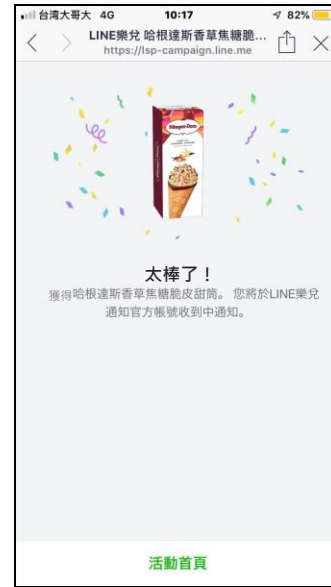 台灣大哥大 4G 10:17 82%
LINE樂兌 哈根達斯香草焦糖脆...
https://lsp-campaign.line.me
Häagen-Dazs
太棒了！
獲得哈根達斯香草焦糖脆皮甜筒。 您將於LINE樂兌
通知官方帳號收到中通知。
活動首頁